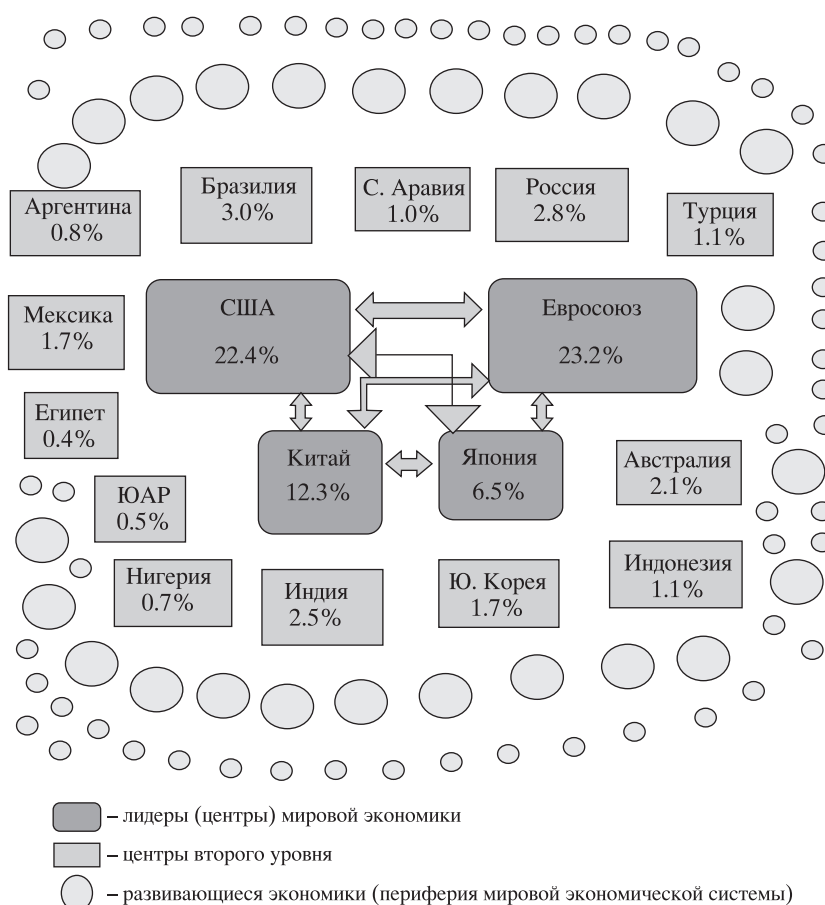 Бразилия
3.0%
С. Аравия
1.0%
Россия
2.8%
Аргентина
0.8%
Турция
1.1%
США
22.4%
Евросоюз
23.2%
Мексика
1.7%
Египет
0.4%
Китай
12.3%
Япония
6.5%
Австралия
2.1%
ЮАР
0.5%
Нигерия
0.7%
Индия
2.5%
Ю. Корея
1.7%
Индонезия
1.1%
– лидеры (центры) мировой экономики
– центры второго уровня
– развивающиеся экономики (периферия мировой экономической системы)